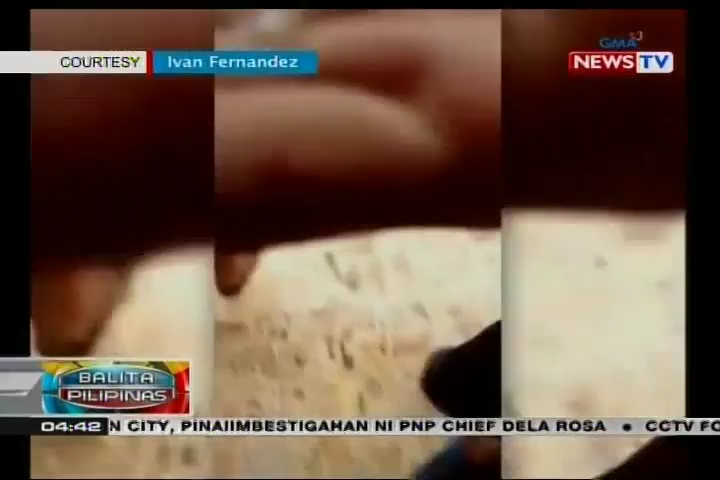 COURTESY Ivan Fernandez
GMA
NEWS TV
BALITA
PILIPINAS
04:42 N CITY, PINAIIMBESTIGAHAN NI PNP CHIEF DELA ROSA • CCTV FO